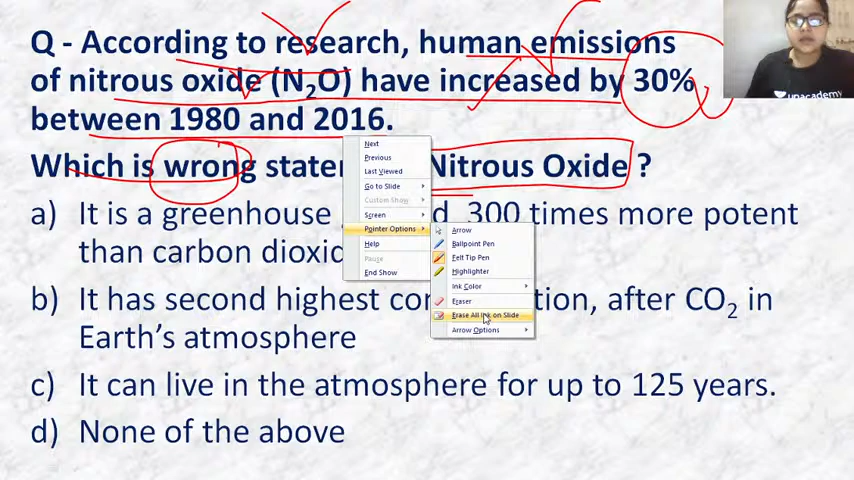 Q - According to research, human emissions
of nitrous oxide (N2O) have increased by 30%
between 1980 and 2016.
Which is wrong Nitrous Oxide ?
a) It is a greenhouse 300 times more potent
than carbon
b) It has second highest after CO2 in
Earth's atmosphere
c) It can live in the atmosphere for up to 125 years.
d) None of the above
Next
Previous
Last Viewed
Go to Slide
Custom Show
Screen
Pointer Options
Help
Pause
End Show
Arrow
Ballpoint Pen
Felt Tip Pen
Highlighter
Ink Color
Eraser
Erase All Ink on Slide
Arrow Options
unacademy